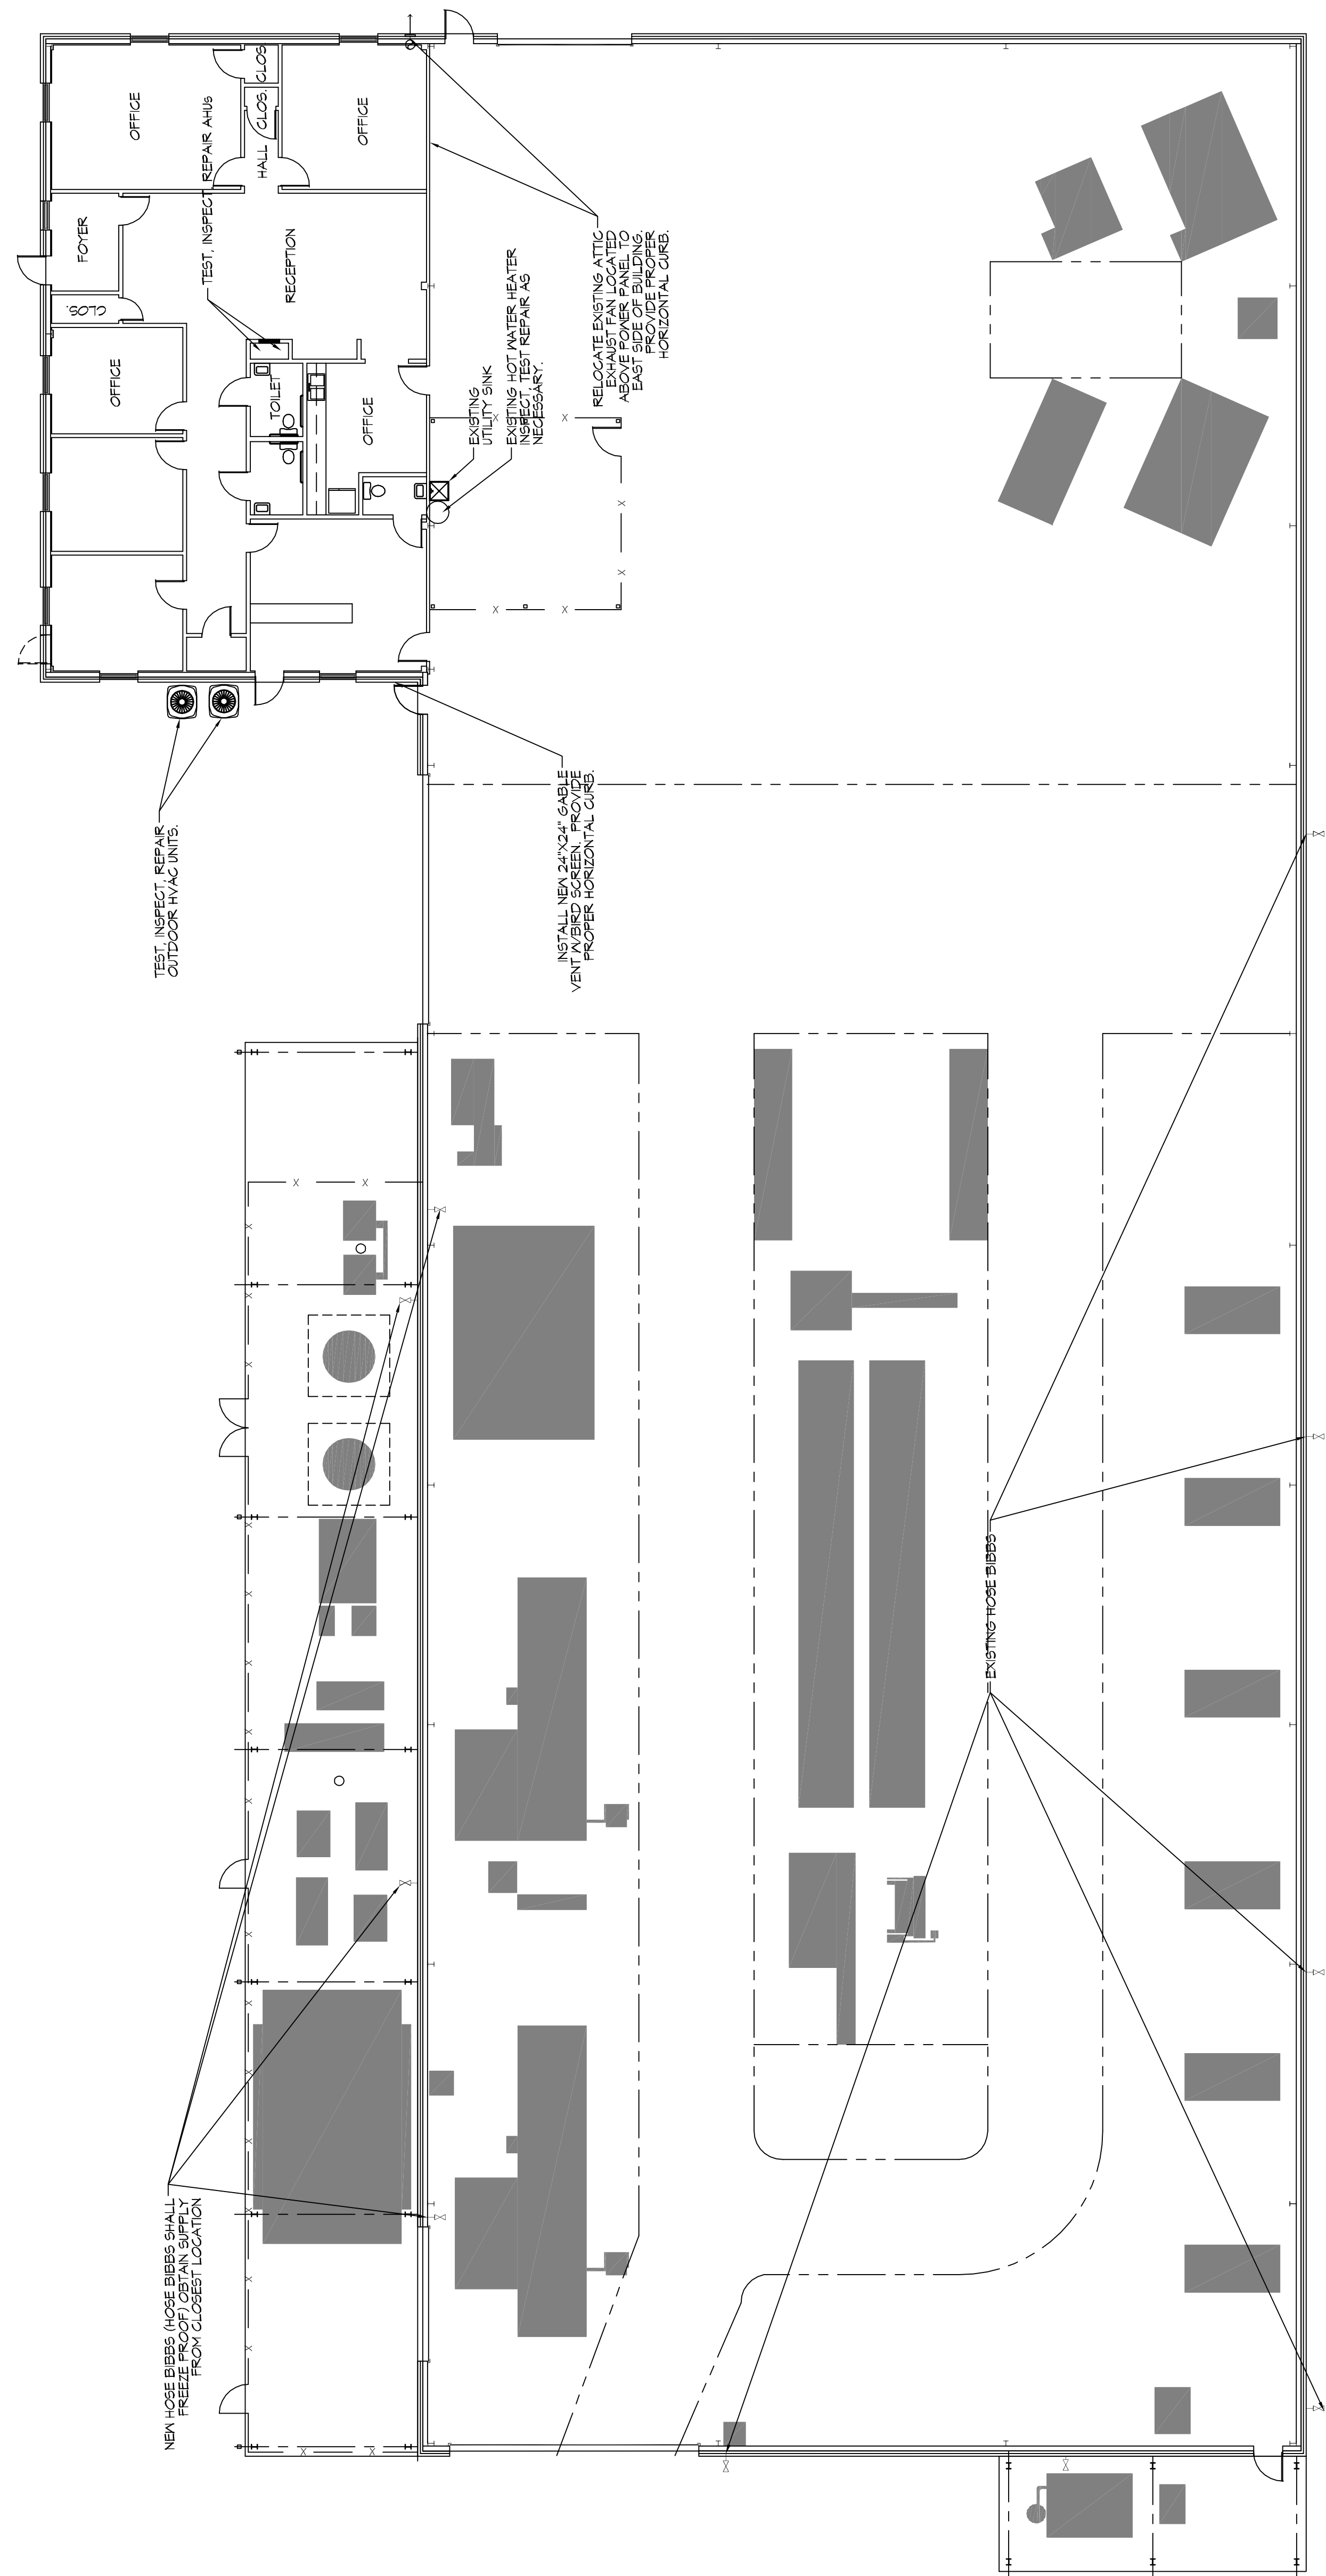 OFFICE
CLOS.
CLOS.
HALL
OFFICE
TEST, INSPECT, REPAIR AHUs
FOYER
CLOS.
RECEPTION
OFFICE
TOILET
OFFICE
EXISTING
UTILITY SINK
EXISTING HOT WATER HEATER
INSPECT, TEST REPAIR AS
NECESSARY.
RELOCATE EXISTING ATTIC
EXHAUST FAN LOCATED
ABOVE POWER PANEL TO
EAST SIDE OF BUILDING.
PROVIDE PROPER
HORIZONTAL CURB.
TEST, INSPECT, REPAIR
OUTDOOR HVAC UNITS.
INSTALL NEW 24"X24" GABLE
VENT W/BIRD SCREEN. PROVIDE
PROPER HORIZONTAL CURB.
EXISTING HOSE BIBBS
NEW HOSE BIBBS (HOSE BIBBS SHALL
FREEZE PROOF) OBTAIN SUPPLY
FROM CLOSEST LOCATION